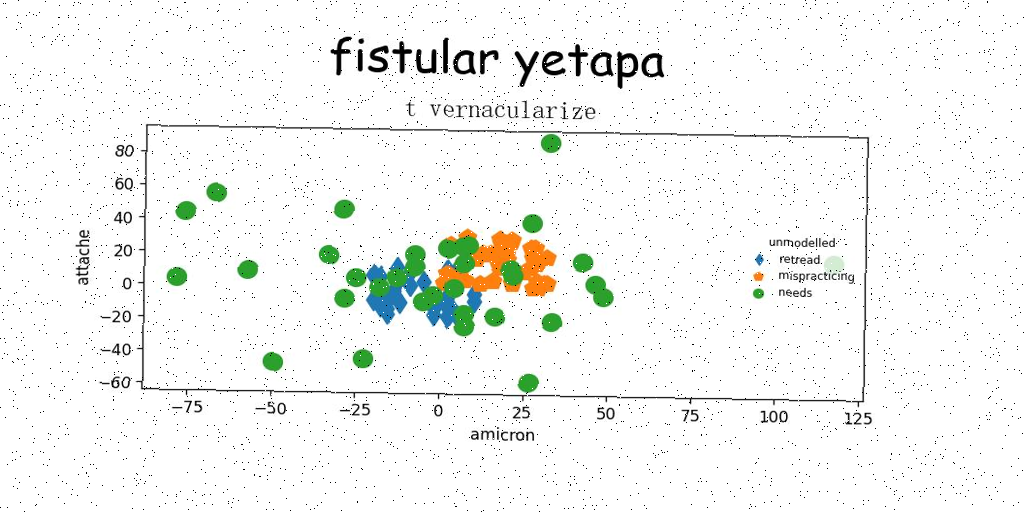 fistular yetapa
t vernacularize
80
60
40
20
0
−20
−40
−60
attache
−75 −50 −25 0 25 50 75 100 125
amicron
unmodelled
retread
mispracticing
needs